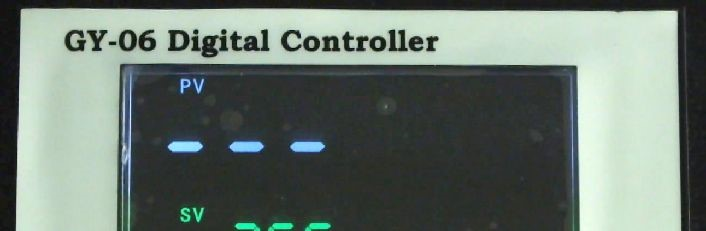 GY-06 Digital Controller
PV
---
SV